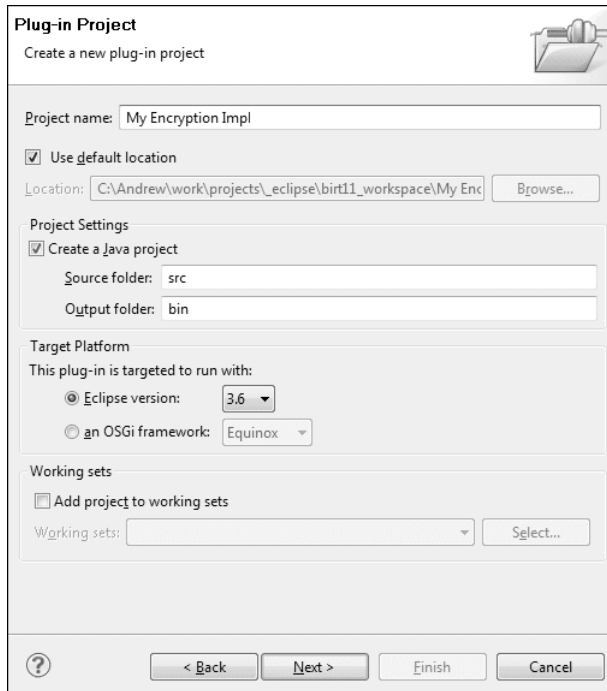 Plug-in Project
Create a new plug-in project
Project name: My Encryption Impl
Use default location
Location: C:\Andrew\work\projects\_eclipse\birt11_workspace\My Enc Browse...
Project Settings
Create a Java project
Source folder: src
Output folder: bin
Target Platform
This plug-in is targeted to run with:
Eclipse version: 3.6
an OSGi framework: Equinox
Working sets
Add project to working sets
Working sets: Select...
? < Back Next > Finish Cancel